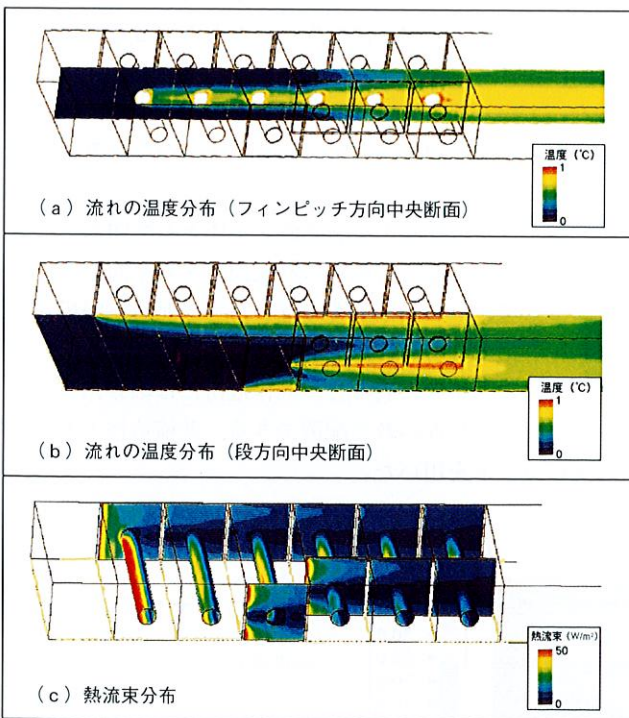 温度 (℃)
1
0
(a) 流れの温度分布 (フィンピッチ方向中央断面)
温度 (℃)
1
0
(b) 流れの温度分布 (段方向中央断面)
熱流束 (W/m²)
50
0
(c) 熱流束分布